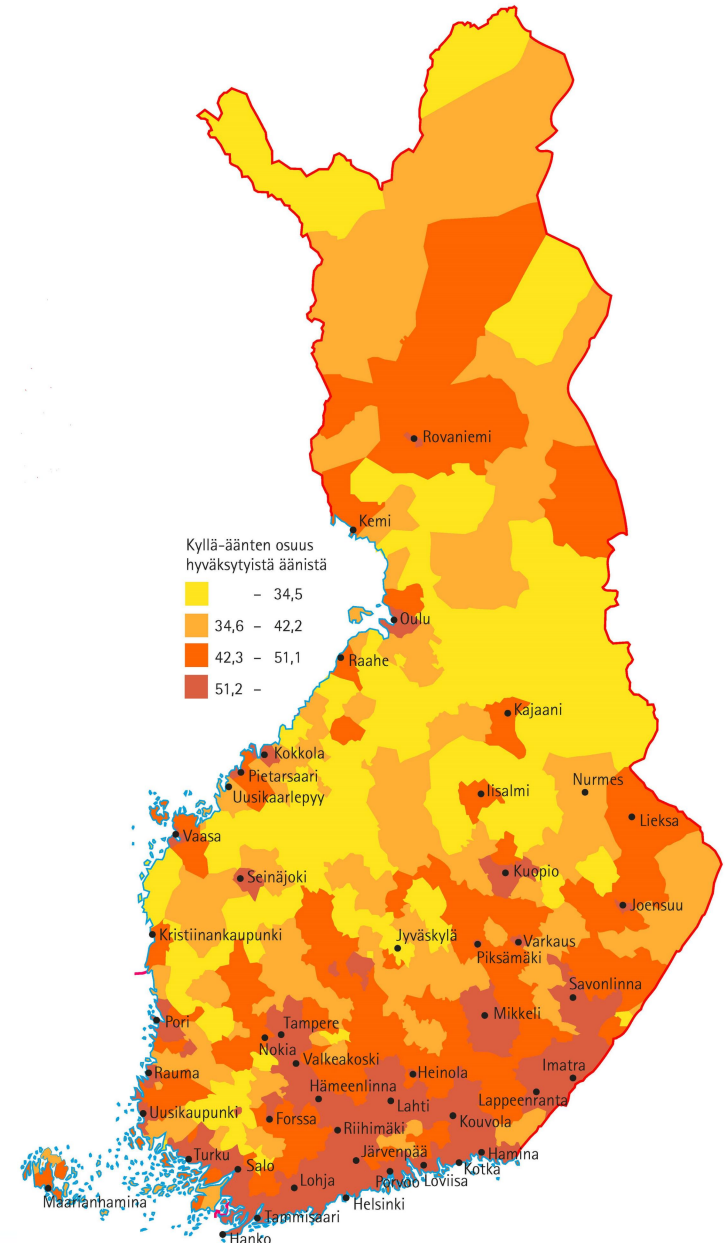 Rovaniemi
Kemi
Kyllä-äänten osuus
hyväksytyistä äänistä
– 34,5
34,6 – 42,2
42,3 – 51,1
51,2 –
Oulu
Raahe
Kajaani
Kokkola
Pietarsaari
Uusikaarlepyy
Iisalmi
Nurmes
Lieksa
Vaasa
Seinäjoki
Kuopio
Joensuu
Kristiinankaupunki
Jyväskylä
Varkaus
Piksämäki
Savonlinna
Pori
Tampere
Nokia
Mikkeli
Valkeakoski
Rauma
Heinola
Imatra
Hämeenlinna
Lappeenranta
Uusikaupunki
Forssa
Lahti
Kouvola
Riihimäki
Turku
Salo
Järvenpää
Hamina
Kotka
Loviisa
Porvoo
Lohja
Maarianhamina
Helsinki
Tammisaari
Hanko